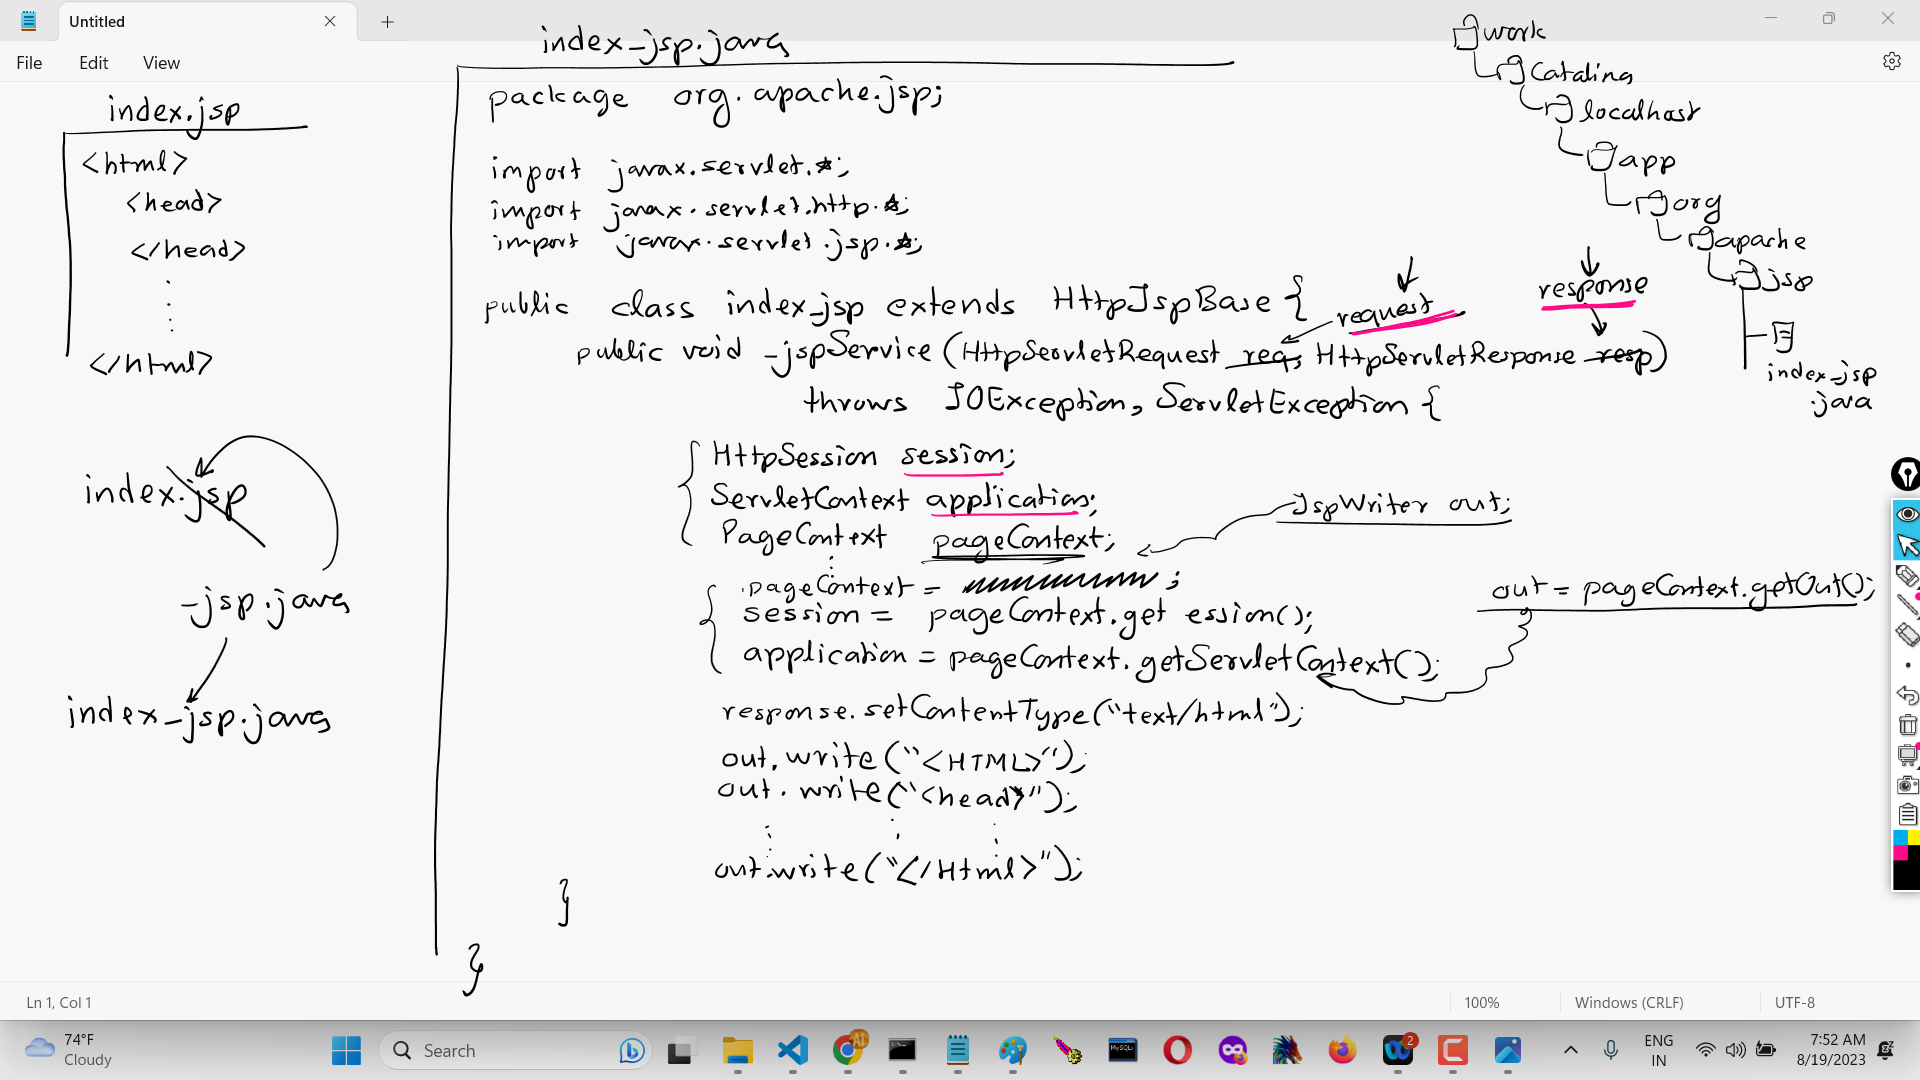 Untitled
File Edit View
index.jsp
<html>
<head>
</head>
</html>
index.jsp
_jsp.java
index_jsp.java
index_jsp.java
package org.apache.jsp;
import javax.servlet.*;
import javax.servlet.http.*;
import javax.servlet.jsp.*;
public class index_jsp extends HttpJspBase {
request
response
public void _jspService (HttpServletRequest req, HttpServletResponse resp)
throws IOException, ServletException {
HttpSession session;
ServletContext application;
PageContext pageContext;
JspWriter out;
pageContext = ;
session = pageContext.get ession();
application = pageContext.getServletContext();
out = pageContext.getOut();
response.setContentType("text/html");
out.write("<HTML>");
out.write("<head>");
out.write("</Html>");
}
}
work
Catalina
localhost
app
org
apache
jsp
index_jsp
.java
Ln 1, Col 1
100%
Windows (CRLF)
UTF-8
74°F
Cloudy
Search
MySQL
AI
2
ENG
IN
7:52 AM
8/19/2023